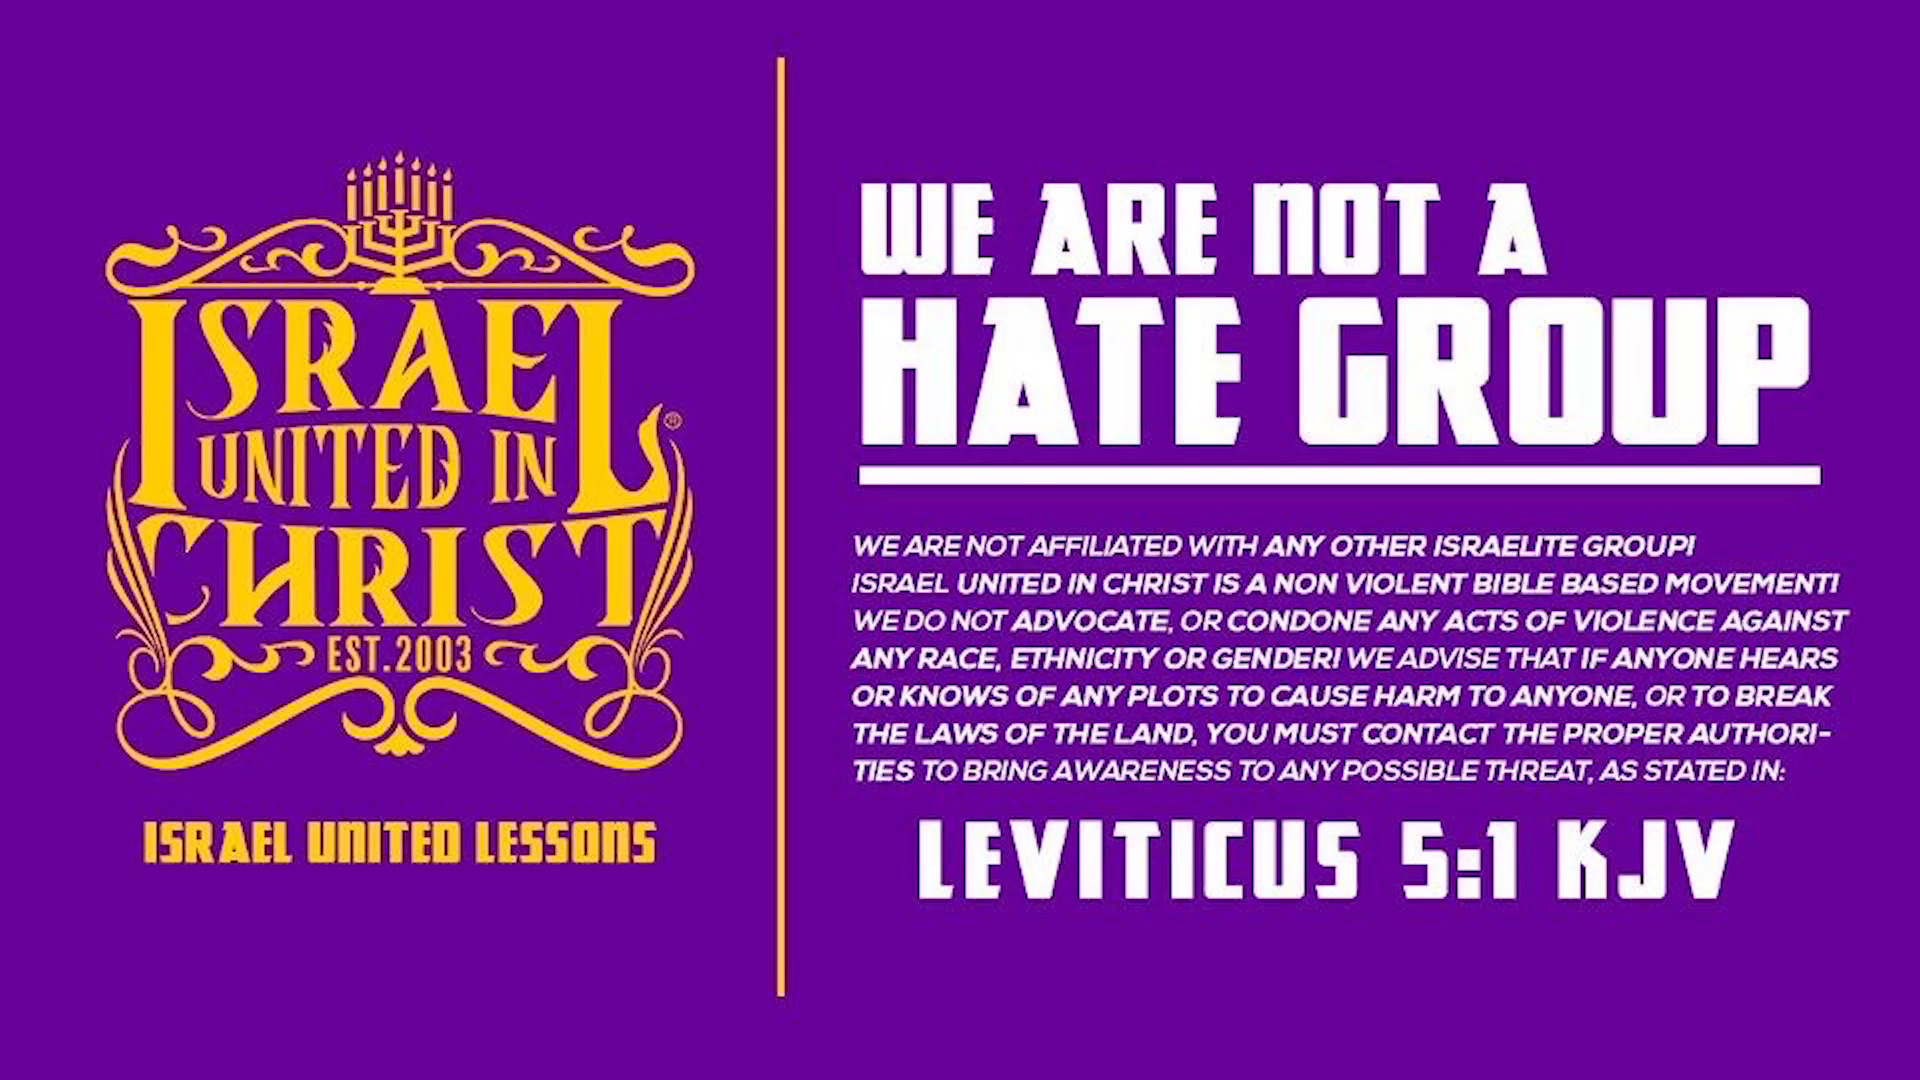 ISRAEL
UNITED IN
CHRIST
®
EST.2003
ISRAEL UNITED LESSONS
WE ARE NOT A
HATE GROUP
WE ARE NOT AFFILIATED WITH ANY OTHER ISRAELITE GROUP!
ISRAEL UNITED IN CHRIST IS A NON VIOLENT BIBLE BASED MOVEMENT!
WE DO NOT ADVOCATE, OR CONDONE ANY ACTS OF VIOLENCE AGAINST
ANY RACE, ETHNICITY OR GENDER! WE ADVISE THAT IF ANYONE HEARS
OR KNOWS OF ANY PLOTS TO CAUSE HARM TO ANYONE, OR TO BREAK
THE LAWS OF THE LAND, YOU MUST CONTACT THE PROPER AUTHORI-
TIES TO BRING AWARENESS TO ANY POSSIBLE THREAT, AS STATED IN:
LEVITICUS 5:1 KJV